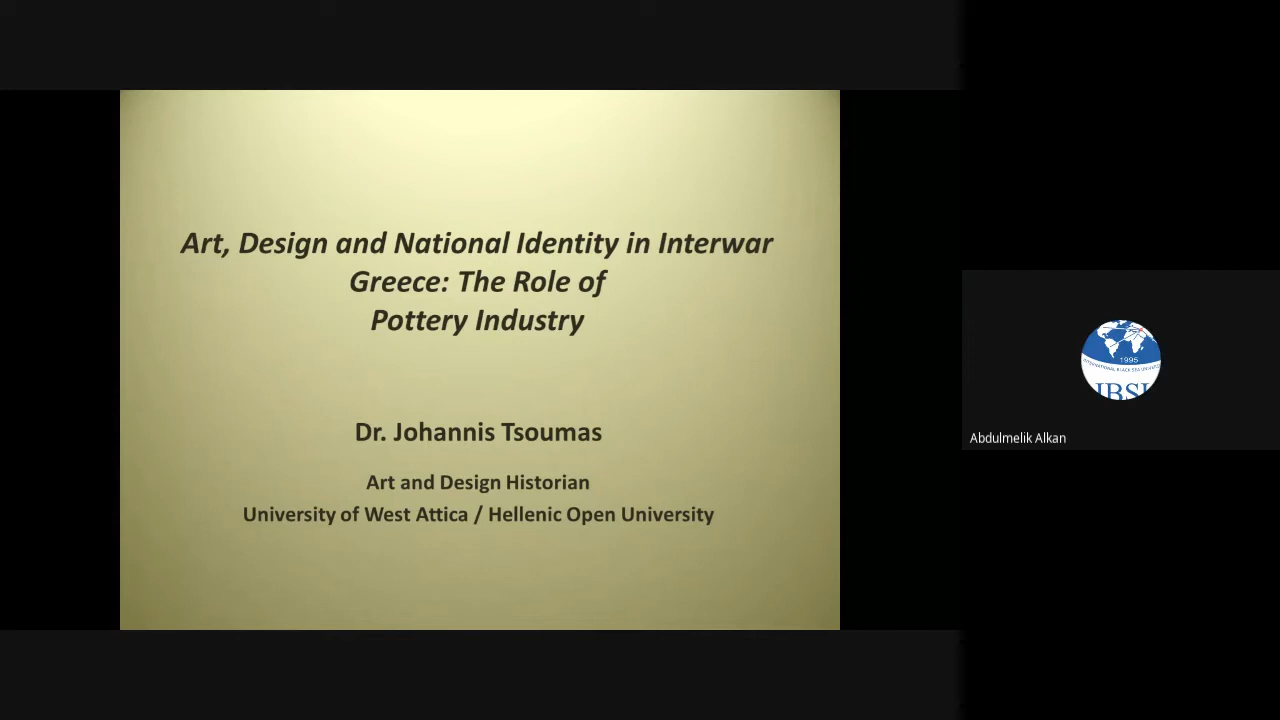 Art, Design and National Identity in Interwar
Greece: The Role of
Pottery Industry
Dr. Johannis Tsoumas
Art and Design Historian
University of West Attica / Hellenic Open University
1995
IBSU
Abdulmelik Alkan